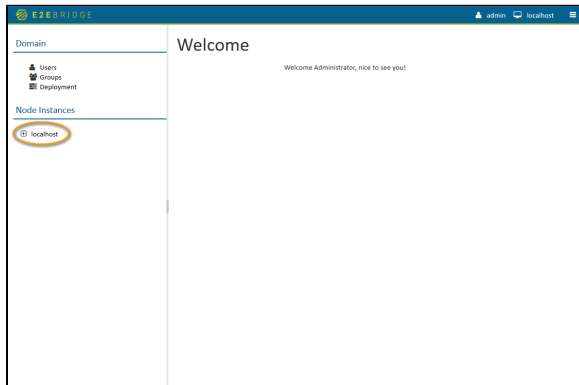 E2EBRIDGE
admin localhost
Domain
Users
Groups
Deployment
Node Instances
localhost
Welcome
Welcome Administrator, nice to see you!